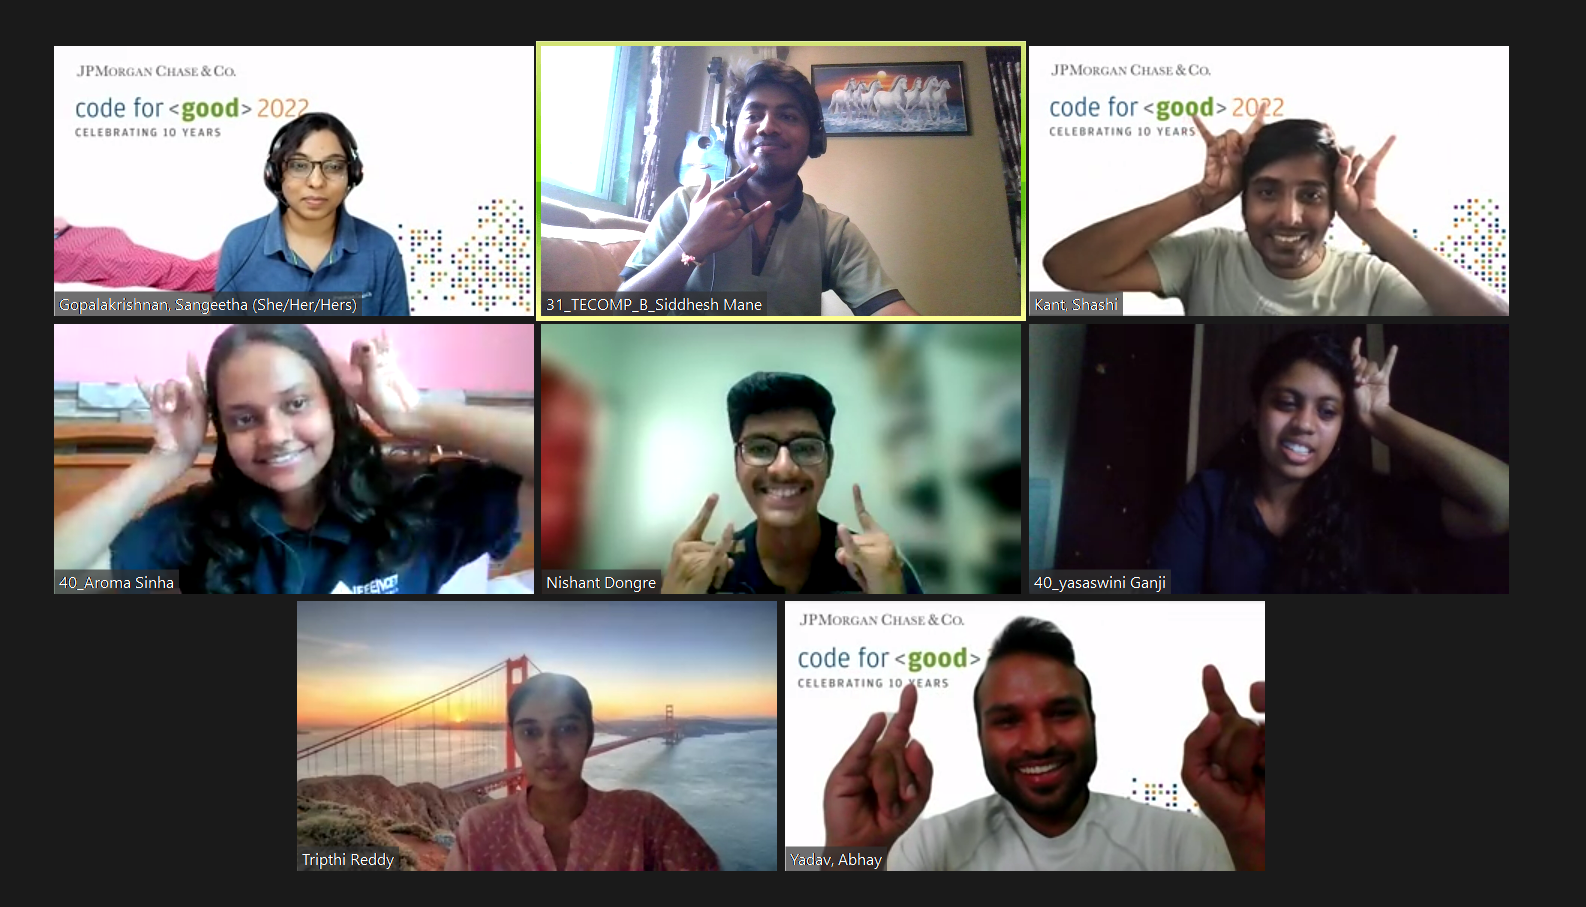 JPMORGAN CHASE & CO.
code for <good> 2022
CELEBRATING 10 YEARS
Gopalakrishnan, Sangeetha (She/Her/Hers)
31_TECOMP_B_Siddhesh Mane
JPMORGAN CHASE & CO.
code for <good> 2022
CELEBRATING 10 YEARS
Kant, Shashi
40_Aroma Sinha
Nishant Dongre
40_yasaswini Ganji
Tripthi Reddy
JPMORGAN CHASE & CO.
code for <good>
CELEBRATING 10 YEARS
Yadav, Abhay